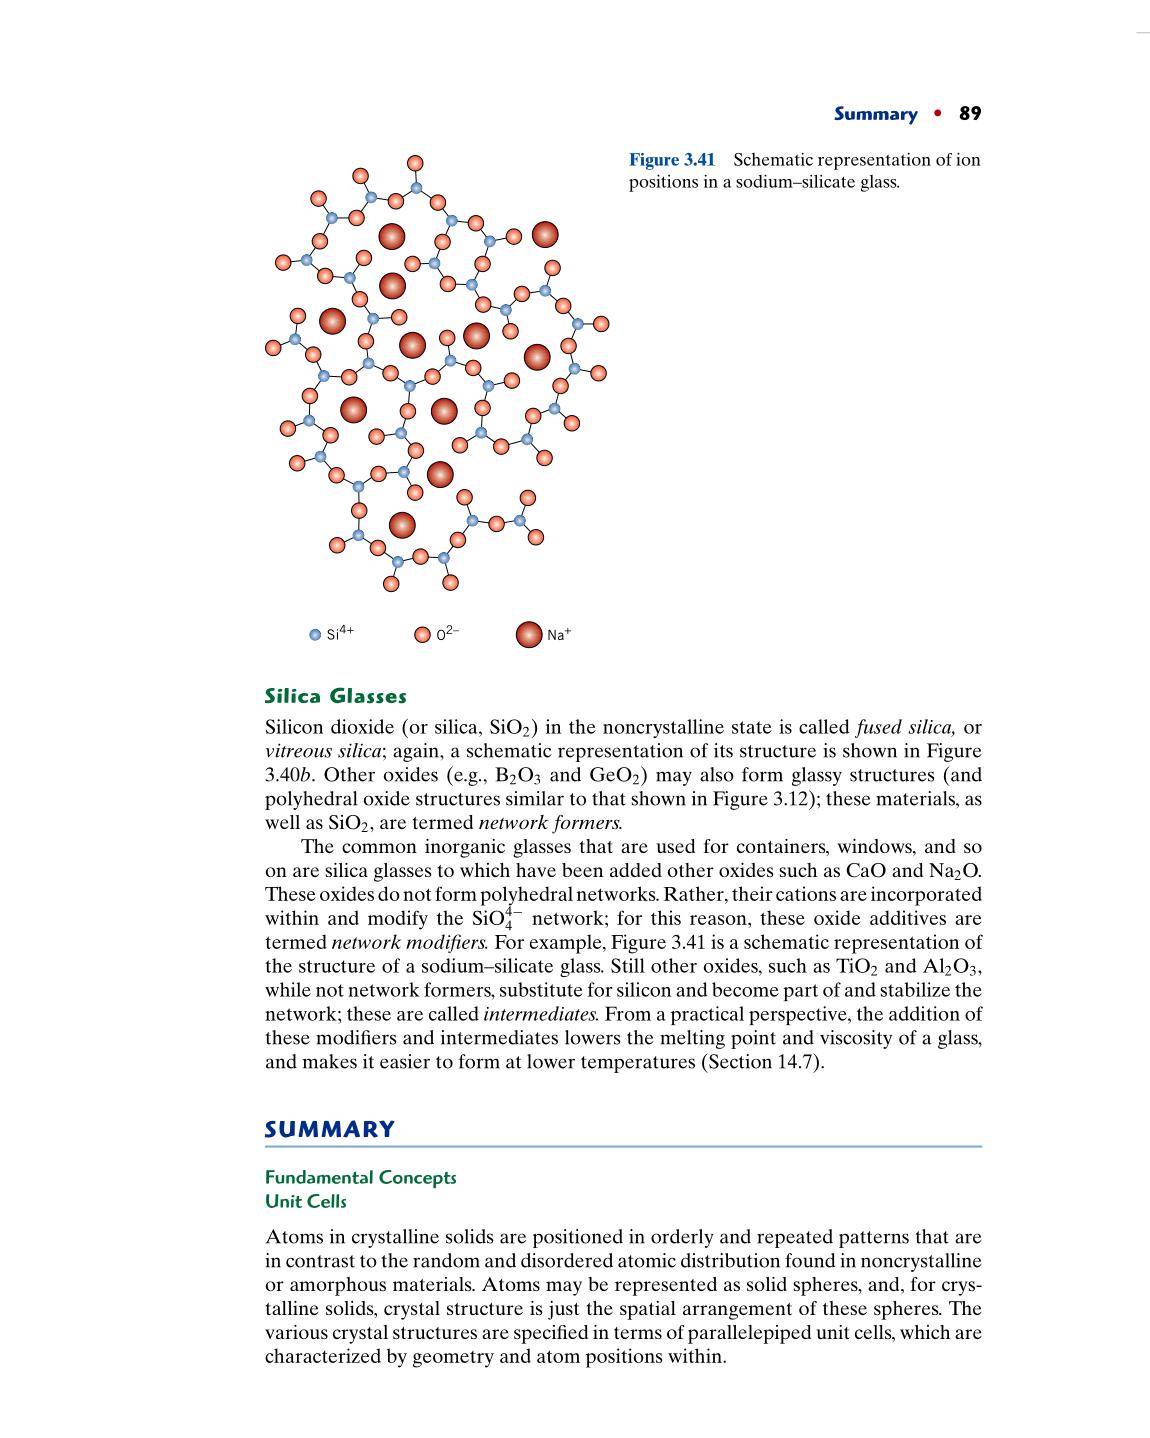 Summary • 89
Figure 3.41 Schematic representation of ion
positions in a sodium–silicate glass.
Si⁴⁺ O²⁻ Na⁺
Silica Glasses
Silicon dioxide (or silica, SiO₂) in the noncrystalline state is called fused silica, or
vitreous silica; again, a schematic representation of its structure is shown in Figure
3.40b. Other oxides (e.g., B₂O₃ and GeO₂) may also form glassy structures (and
polyhedral oxide structures similar to that shown in Figure 3.12); these materials, as
well as SiO₂, are termed network formers.
The common inorganic glasses that are used for containers, windows, and so
on are silica glasses to which have been added other oxides such as CaO and Na₂O.
These oxides do not form polyhedral networks. Rather, their cations are incorporated
within and modify the SiO₄⁴⁻ network; for this reason, these oxide additives are
termed network modifiers. For example, Figure 3.41 is a schematic representation of
the structure of a sodium–silicate glass. Still other oxides, such as TiO₂ and Al₂O₃,
while not network formers, substitute for silicon and become part of and stabilize the
network; these are called intermediates. From a practical perspective, the addition of
these modifiers and intermediates lowers the melting point and viscosity of a glass,
and makes it easier to form at lower temperatures (Section 14.7).
SUMMARY
Fundamental Concepts
Unit Cells
Atoms in crystalline solids are positioned in orderly and repeated patterns that are
in contrast to the random and disordered atomic distribution found in noncrystalline
or amorphous materials. Atoms may be represented as solid spheres, and, for crys-
talline solids, crystal structure is just the spatial arrangement of these spheres. The
various crystal structures are specified in terms of parallelepiped unit cells, which are
characterized by geometry and atom positions within.